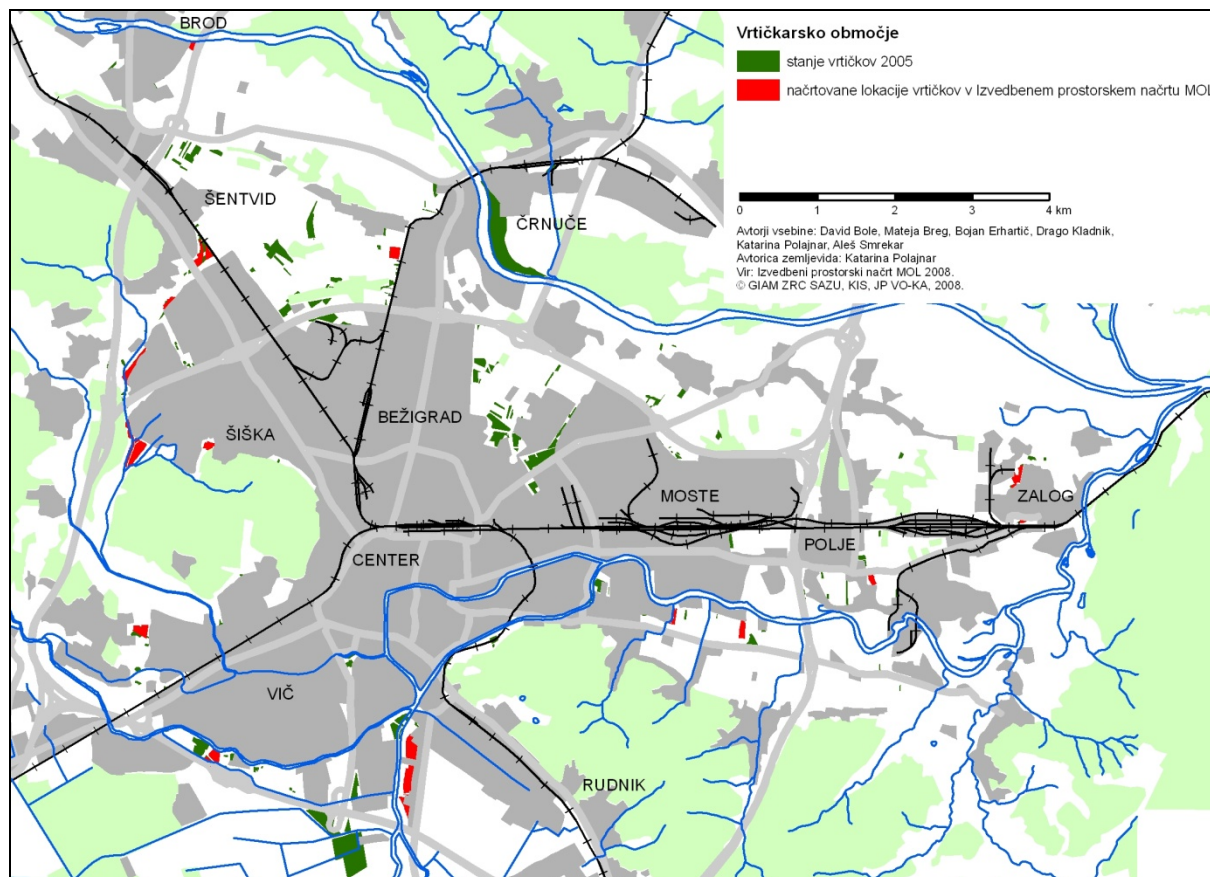 BROD
Vrtičkarsko območje
stanje vrtičkov 2005
načrtovane lokacije vrtičkov v Izvedbenem prostorskem načrtu MOL
0 1 2 3 4 km
Avtorji vsebine: David Bole, Mateja Breg, Bojan Erhartič, Drago Kladnik,
Katarina Polajnar, Aleš Smrekar
Avtorica zemljevida: Katarina Polajnar
Vir: Izvedbeni prostorski načrt MOL 2008.
© GIAM ZRC SAZU, KIS, JP VO-KA, 2008.
ŠENTVID
ČRNUČE
BEŽIGRAD
ŠIŠKA
MOSTE
ZALOG
POLJE
CENTER
VIČ
RUDNIK